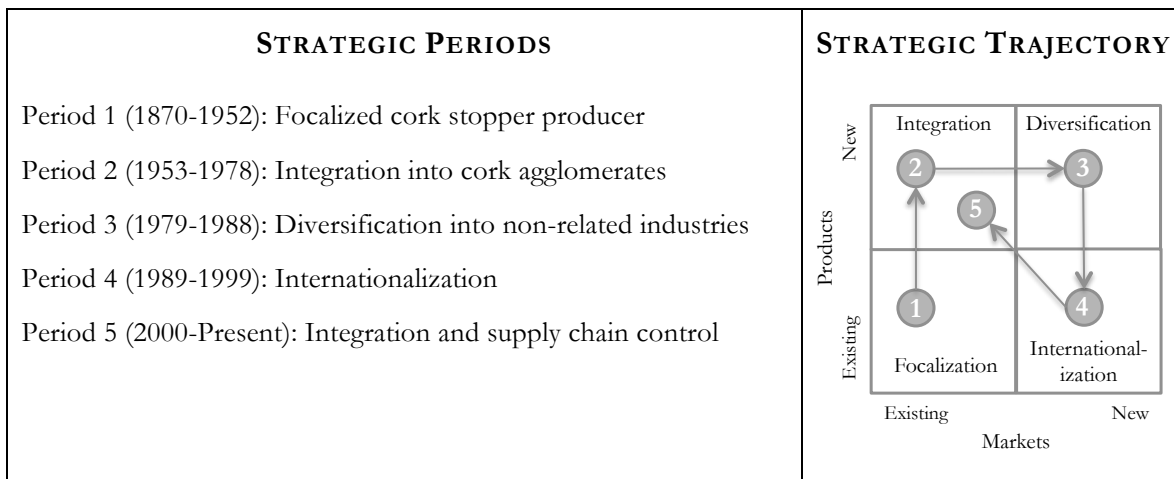 STRATEGIC PERIODS
Period 1 (1870-1952): Focalized cork stopper producer
Period 2 (1953-1978): Integration into cork agglomerates
Period 3 (1979-1988): Diversification into non-related industries
Period 4 (1989-1999): Internationalization
Period 5 (2000-Present): Integration and supply chain control
STRATEGIC TRAJECTORY
Integration
Diversification
2
3
5
1
4
Focalization
International-
ization
New
Products
Existing
Existing
New
Markets